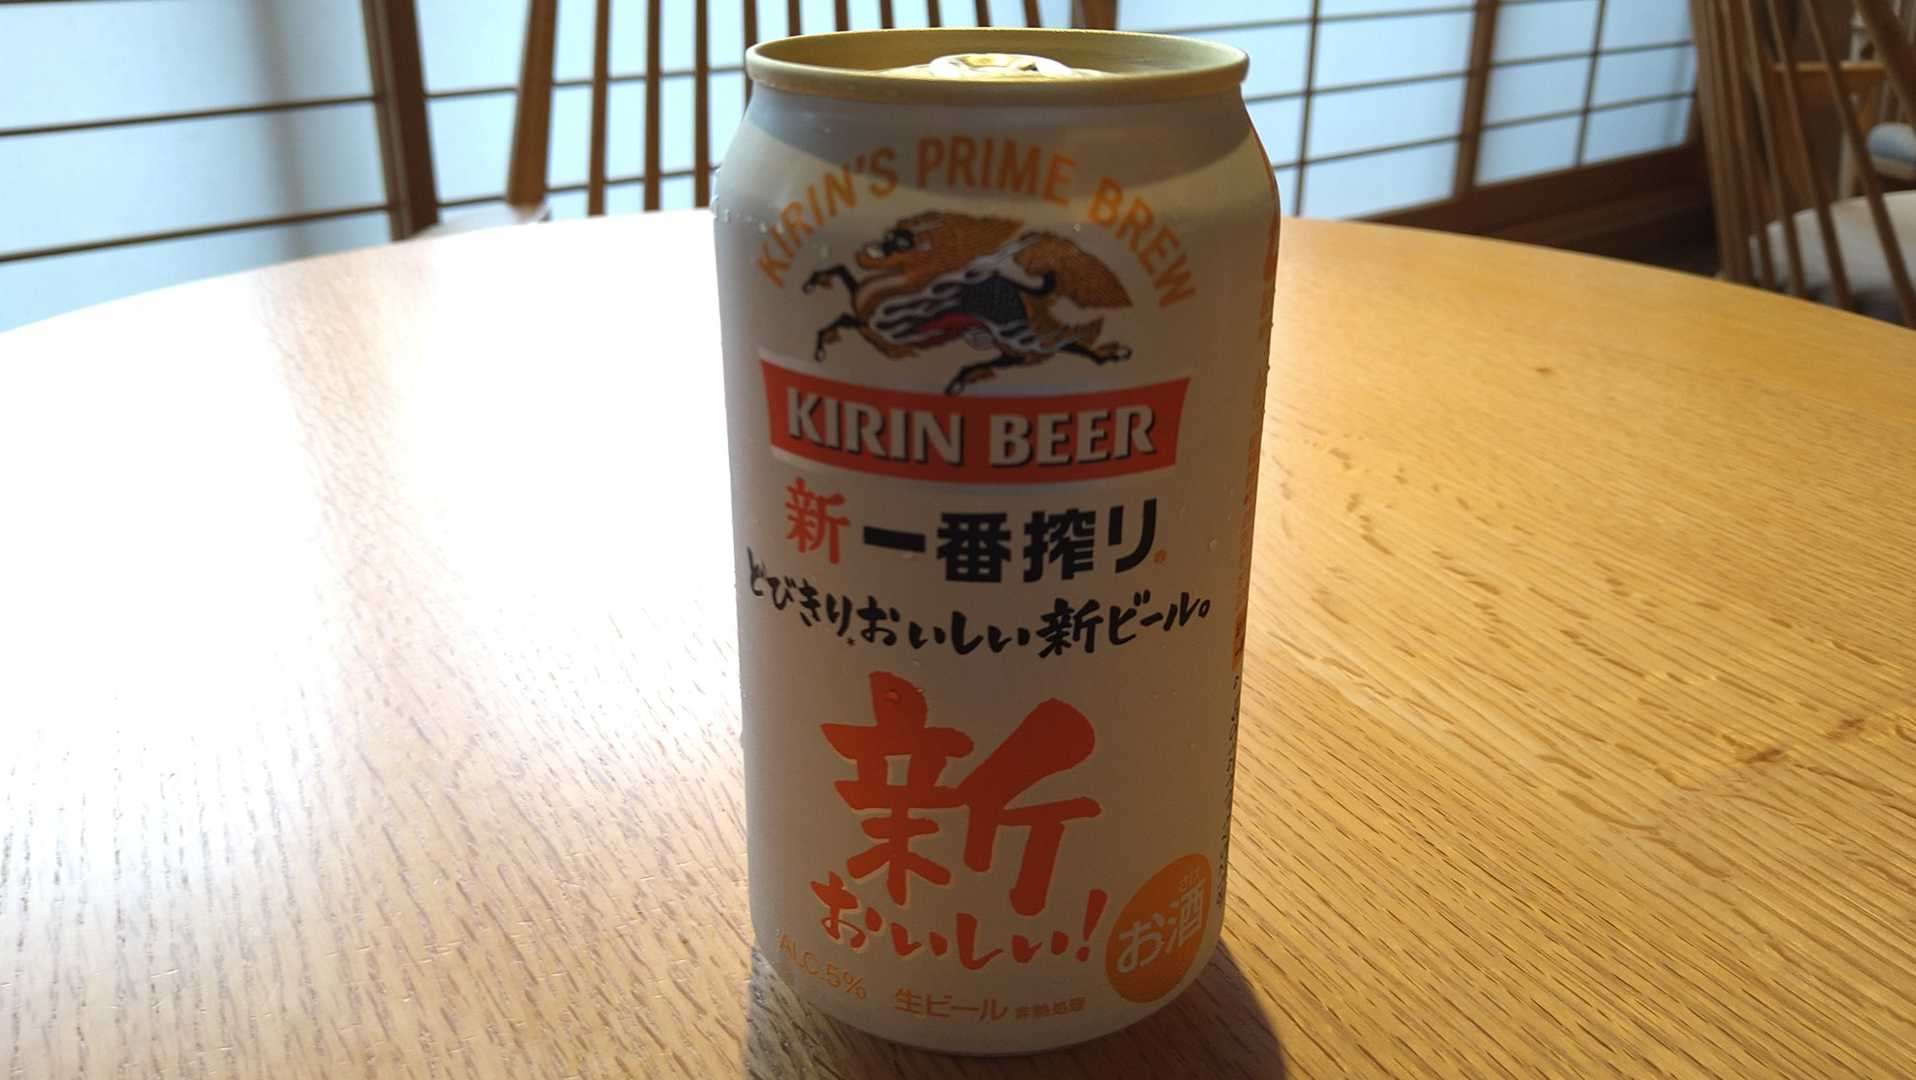 KIRIN'S PRIME BREW
KIRIN BEER
新一番搾り®
とびきり*おいしい新ビール。
新
おいしい!
さけ
お酒
ALC.5%
生ビール 非熱処理